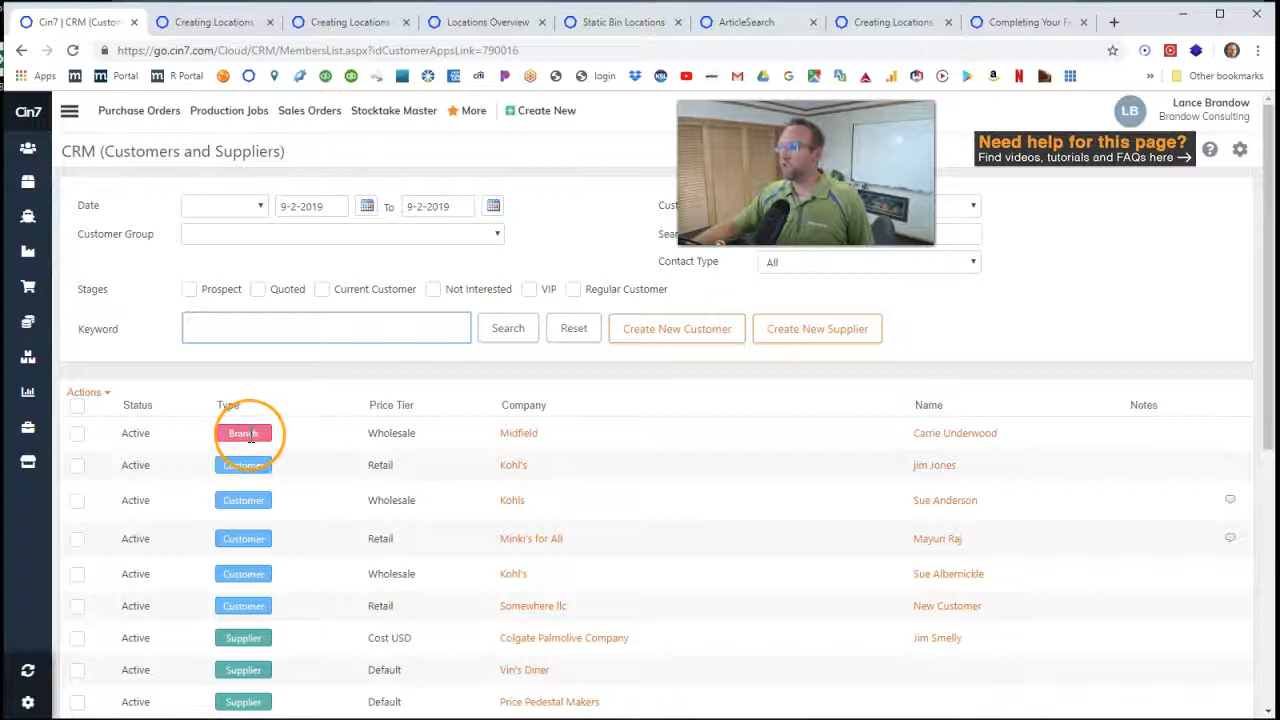 Cin7 | CRM (Custom
Creating Locations
Creating Locations
Locations Overview
Static Bin Locations
ArticleSearch
Creating Locations
Completing Your F
https://go.cin7.com/Cloud/CRM/MembersList.aspx?idCustomerAppsLink=790016
Apps Portal R Portal citi login KSL Other bookmarks
Cin7 Purchase Orders Production Jobs Sales Orders Stocktake Master More Create New
LB Lance Brandow
Brandow Consulting
CRM (Customers and Suppliers)
Need help for this page?
Find videos, tutorials and FAQs here
Date 9-2-2019 To 9-2-2019 Cust
Customer Group Sear
Contact Type All
Stages Prospect Quoted Current Customer Not Interested VIP Regular Customer
Keyword Search Reset Create New Customer Create New Supplier
Actions
Status Type Price Tier Company Name Notes
Active Branch Wholesale Midfield Carrie Underwood
Active Customer Retail Kohl's jim Jones
Active Customer Wholesale Kohls Sue Anderson
Active Customer Retail Minki's for All Mayuri Raj
Active Customer Wholesale Kohl's Sue Albernickle
Active Customer Retail Somewhere llc New Customer
Active Supplier Cost USD Colgate Palmolive Company Jim Smelly
Active Supplier Default Vin's Diner
Active Supplier Default Price Pedestal Makers